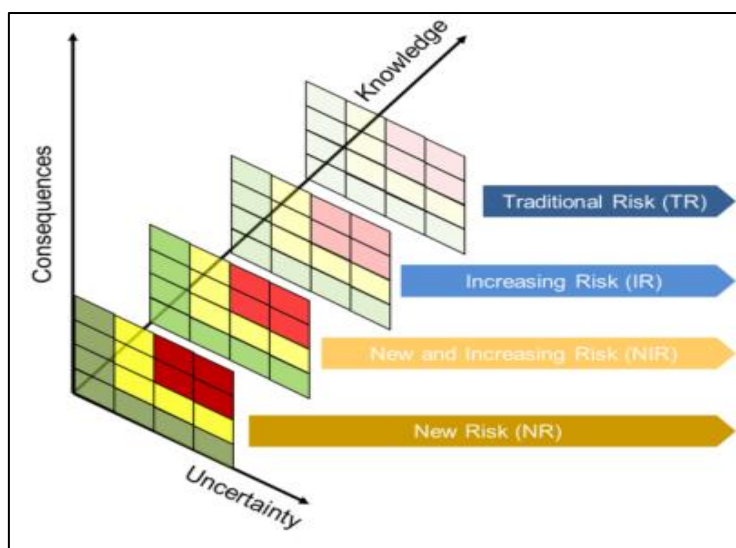 Knowledge
Consequences
Traditional Risk (TR)
Increasing Risk (IR)
New and Increasing Risk (NIR)
New Risk (NR)
Uncertainty